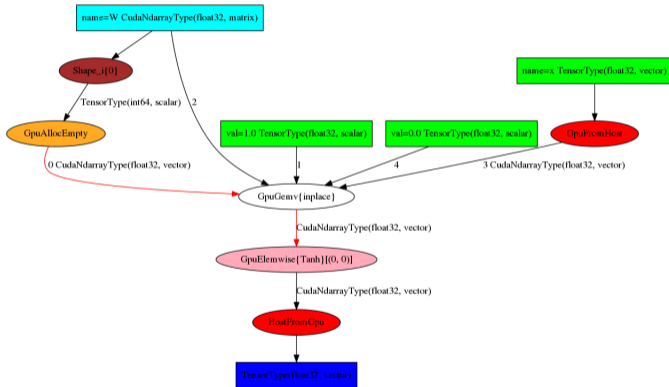 name=W CudaNdarrayType(float32, matrix)
Shape_i{0}
name=x TensorType(float32, vector)
TensorType(int64, scalar)
2
GpuAllocEmpty
val=1.0 TensorType(float32, scalar)
val=0.0 TensorType(float32, scalar)
GpuFromHost
0 CudaNdarrayType(float32, vector)
1
4
3 CudaNdarrayType(float32, vector)
GpuGemv{inplace}
CudaNdarrayType(float32, vector)
GpuElemwise{Tanh}[(0, 0)]
CudaNdarrayType(float32, vector)
HostFromGpu
TensorType(float32, vector)